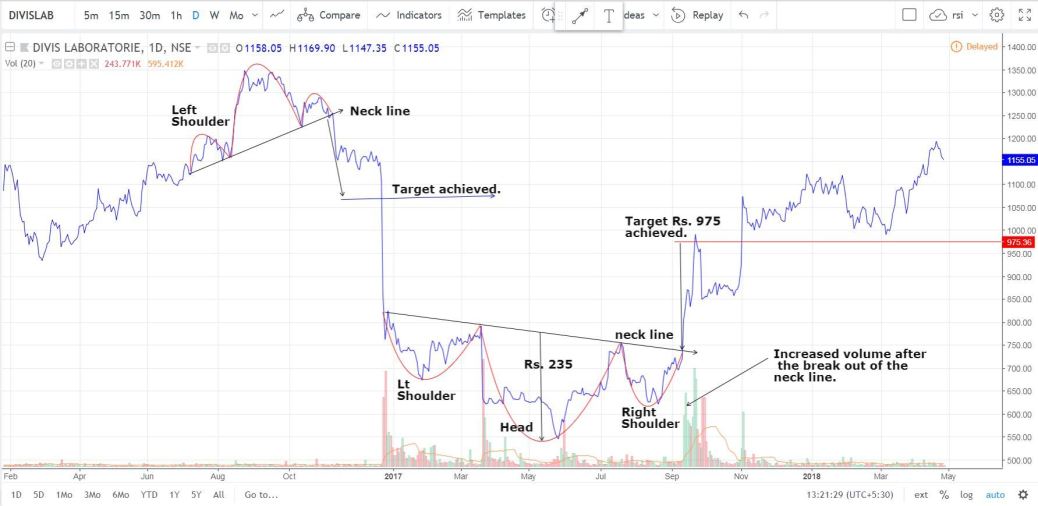 DIVISLAB 5m 15m 30m 1h D W Mo Compare Indicators Templates T deas Replay rsi
DIVIS LABORATORIE, 1D, NSE O1158.05 H1169.90 L1147.35 C1155.05
Delayed
Vol (20) 243.771K 595.412K
1400.00
1350.00
1300.00
1250.00
1200.00
1155.05
1100.00
1050.00
1000.00
975.36
950.00
900.00
850.00
800.00
750.00
700.00
650.00
600.00
550.00
500.00
Left
Shoulder
Neck line
Target achieved.
Target Rs. 975
achieved.
neck line
Rs. 235
Increased volume after
the break out of the
neck line.
Lt
Shoulder
Head
Right
Shoulder
Feb Apr Jun Aug Oct 2017 Mar May Jul Sep Nov 2018 Mar May
1D 5D 1M 3M 6M YTD 1Y 5Y All Go to... 13:21:29 (UTC+5:30) ext % log auto